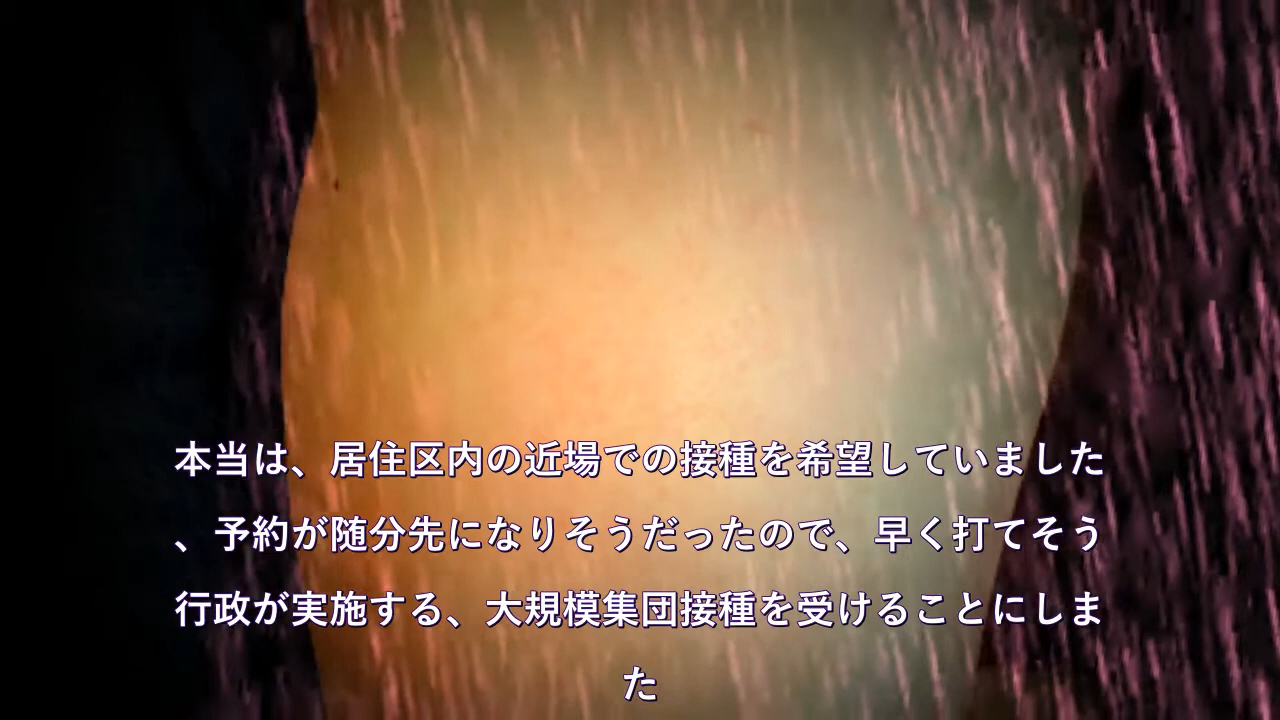 本当は、居住区内の近場での接種を希望していました
、予約が随分先になりそうだったので、早く打てそう
行政が実施する、大規模集団接種を受けることにしま
た